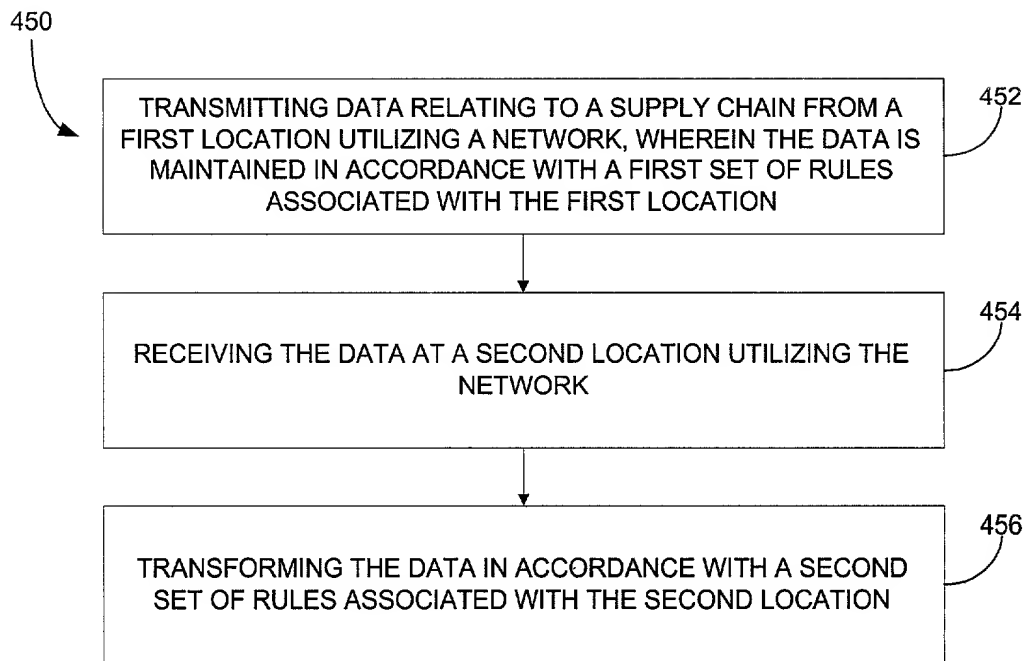 450
TRANSMITTING DATA RELATING TO A SUPPLY CHAIN FROM A
FIRST LOCATION UTILIZING A NETWORK, WHEREIN THE DATA IS
MAINTAINED IN ACCORDANCE WITH A FIRST SET OF RULES
ASSOCIATED WITH THE FIRST LOCATION
452
RECEIVING THE DATA AT A SECOND LOCATION UTILIZING THE
NETWORK
454
TRANSFORMING THE DATA IN ACCORDANCE WITH A SECOND
SET OF RULES ASSOCIATED WITH THE SECOND LOCATION
456